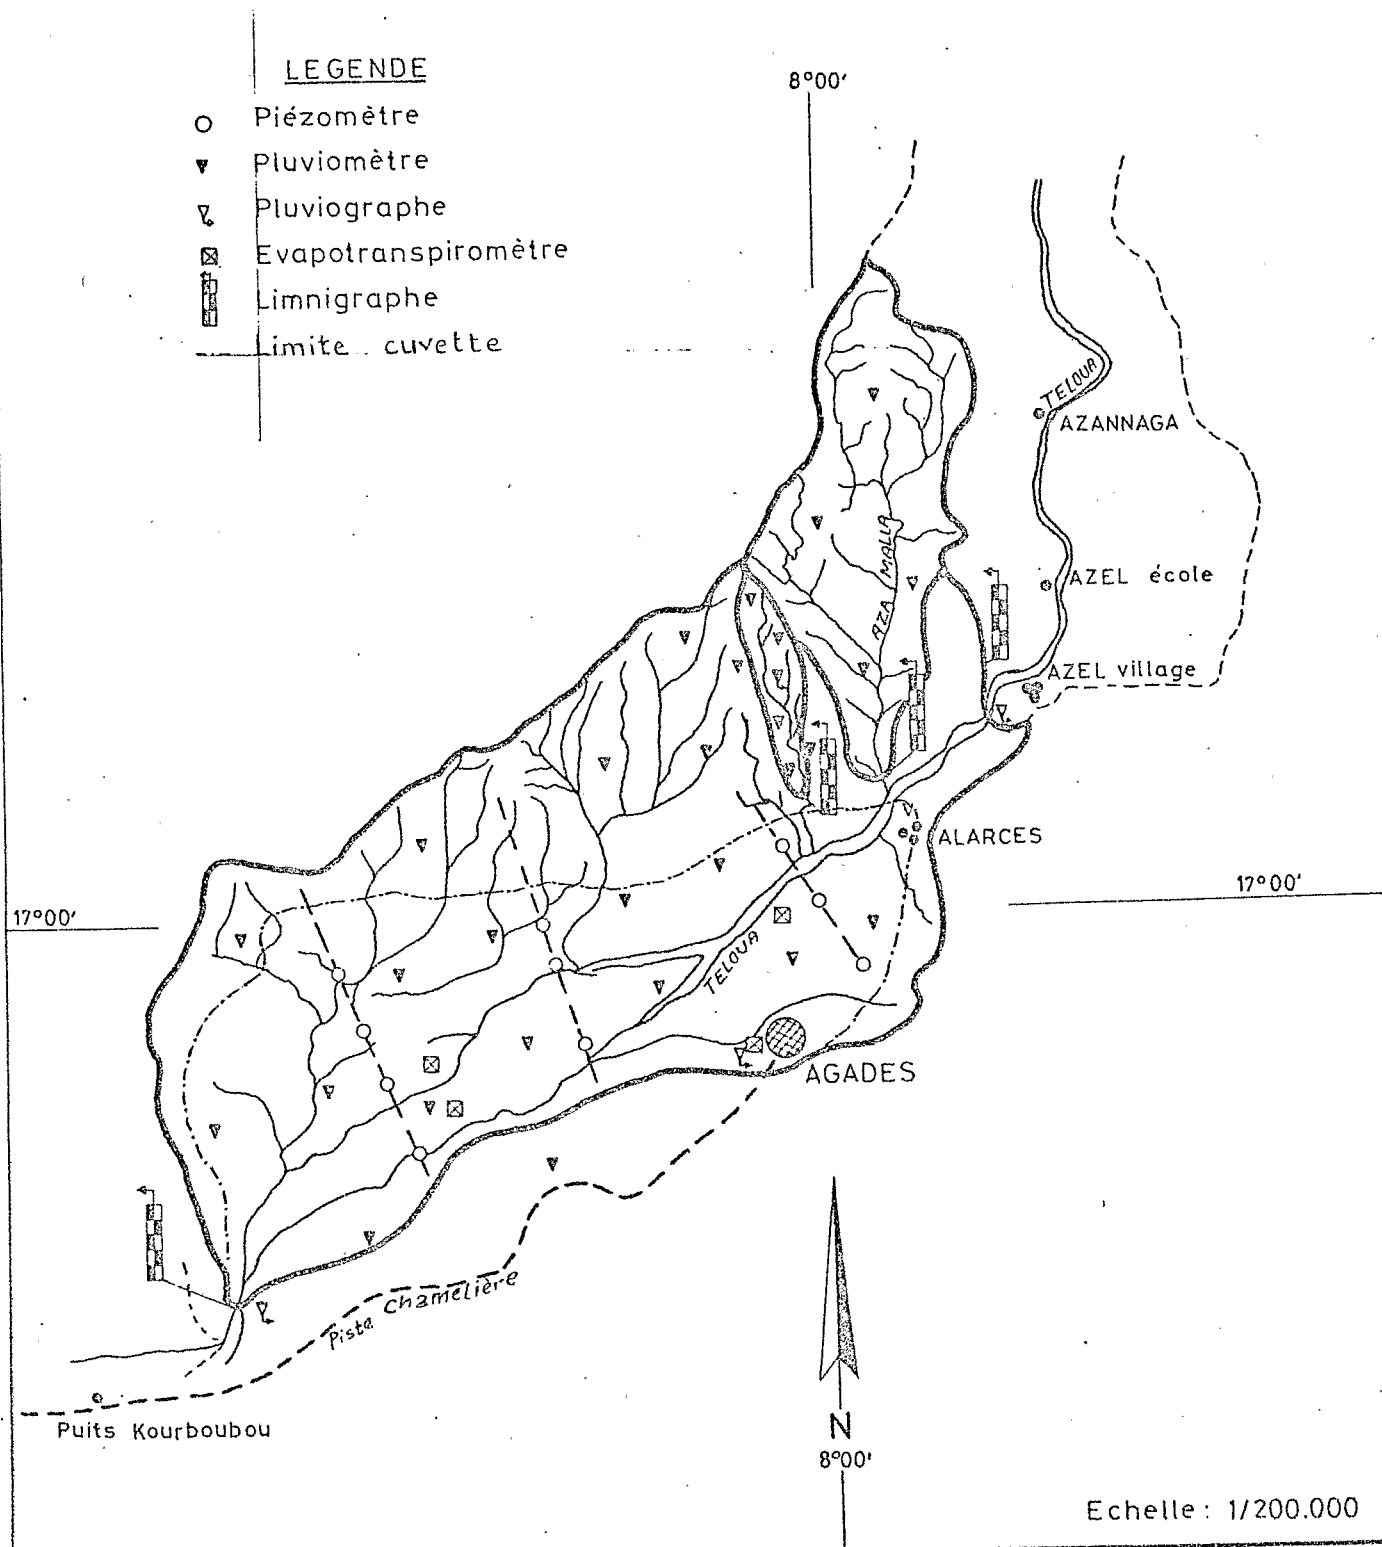 LEGENDE
Piézomètre
Pluviomètre
Pluviographe
Evapotranspiromètre
Limnigraphe
Limite cuvette
8°00'
TELOUA
AZANNAGA
AZA MALLA
AZEL école
AZEL village
ALARCES
17°00'
17°00'
TELOUA
AGADES
Piste Chamelière
Puits Kourboubou
N
8°00'
Echelle: 1/200.000